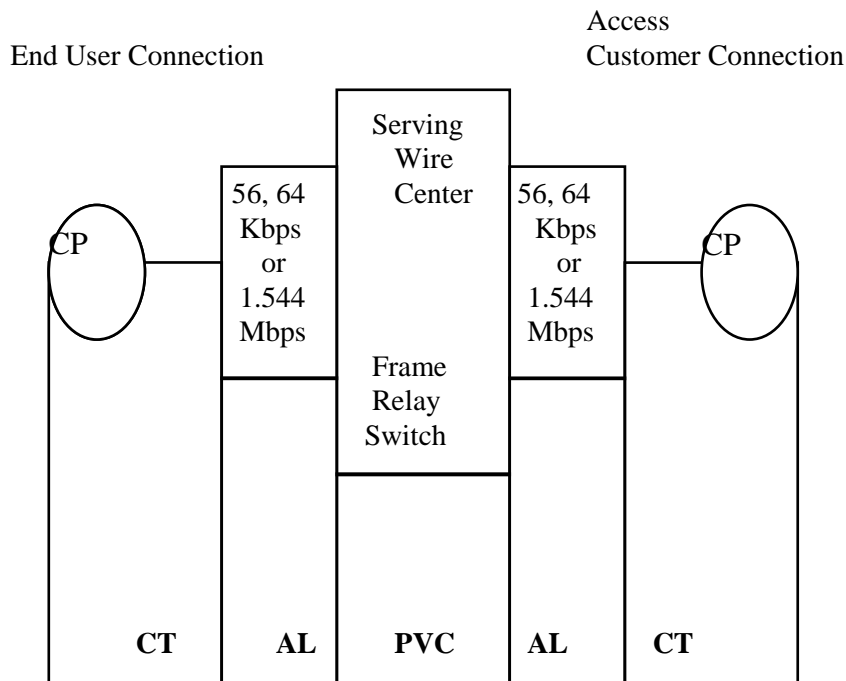 Access
End User Connection
Customer Connection
Serving
Wire
Center
56, 64
Kbps
or
1.544
Mbps
56, 64
Kbps
or
1.544
Mbps
CP
CP
Frame
Relay
Switch
CT
AL
PVC
AL
CT